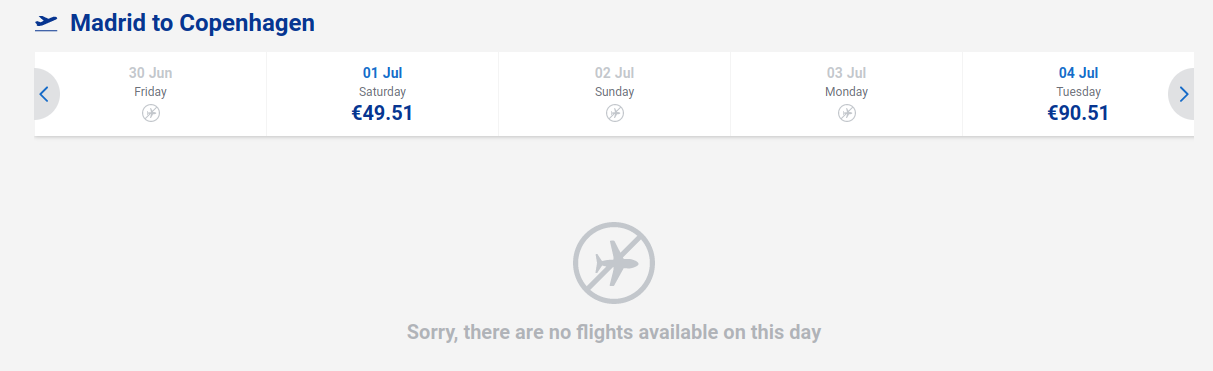 Madrid to Copenhagen
30 Jun
Friday
01 Jul
Saturday
€49.51
02 Jul
Sunday
03 Jul
Monday
04 Jul
Tuesday
€90.51
Sorry, there are no flights available on this day